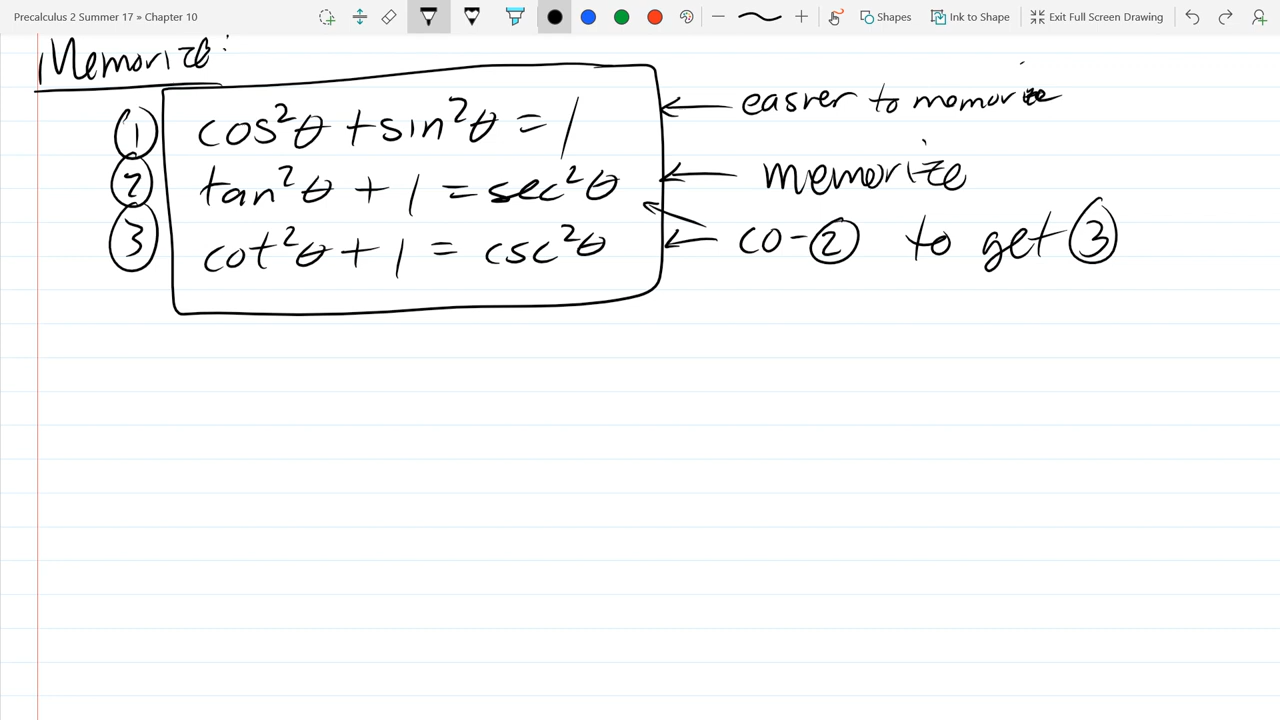 Precalculus 2 Summer 17 » Chapter 10 Shapes Ink to Shape Exit Full Screen Drawing
Memorize:
① cos²θ + sin²θ = 1 ← easier to memorize
② tan²θ + 1 = sec²θ ← memorize
③ cot²θ + 1 = csc²θ ← co-② to get ③